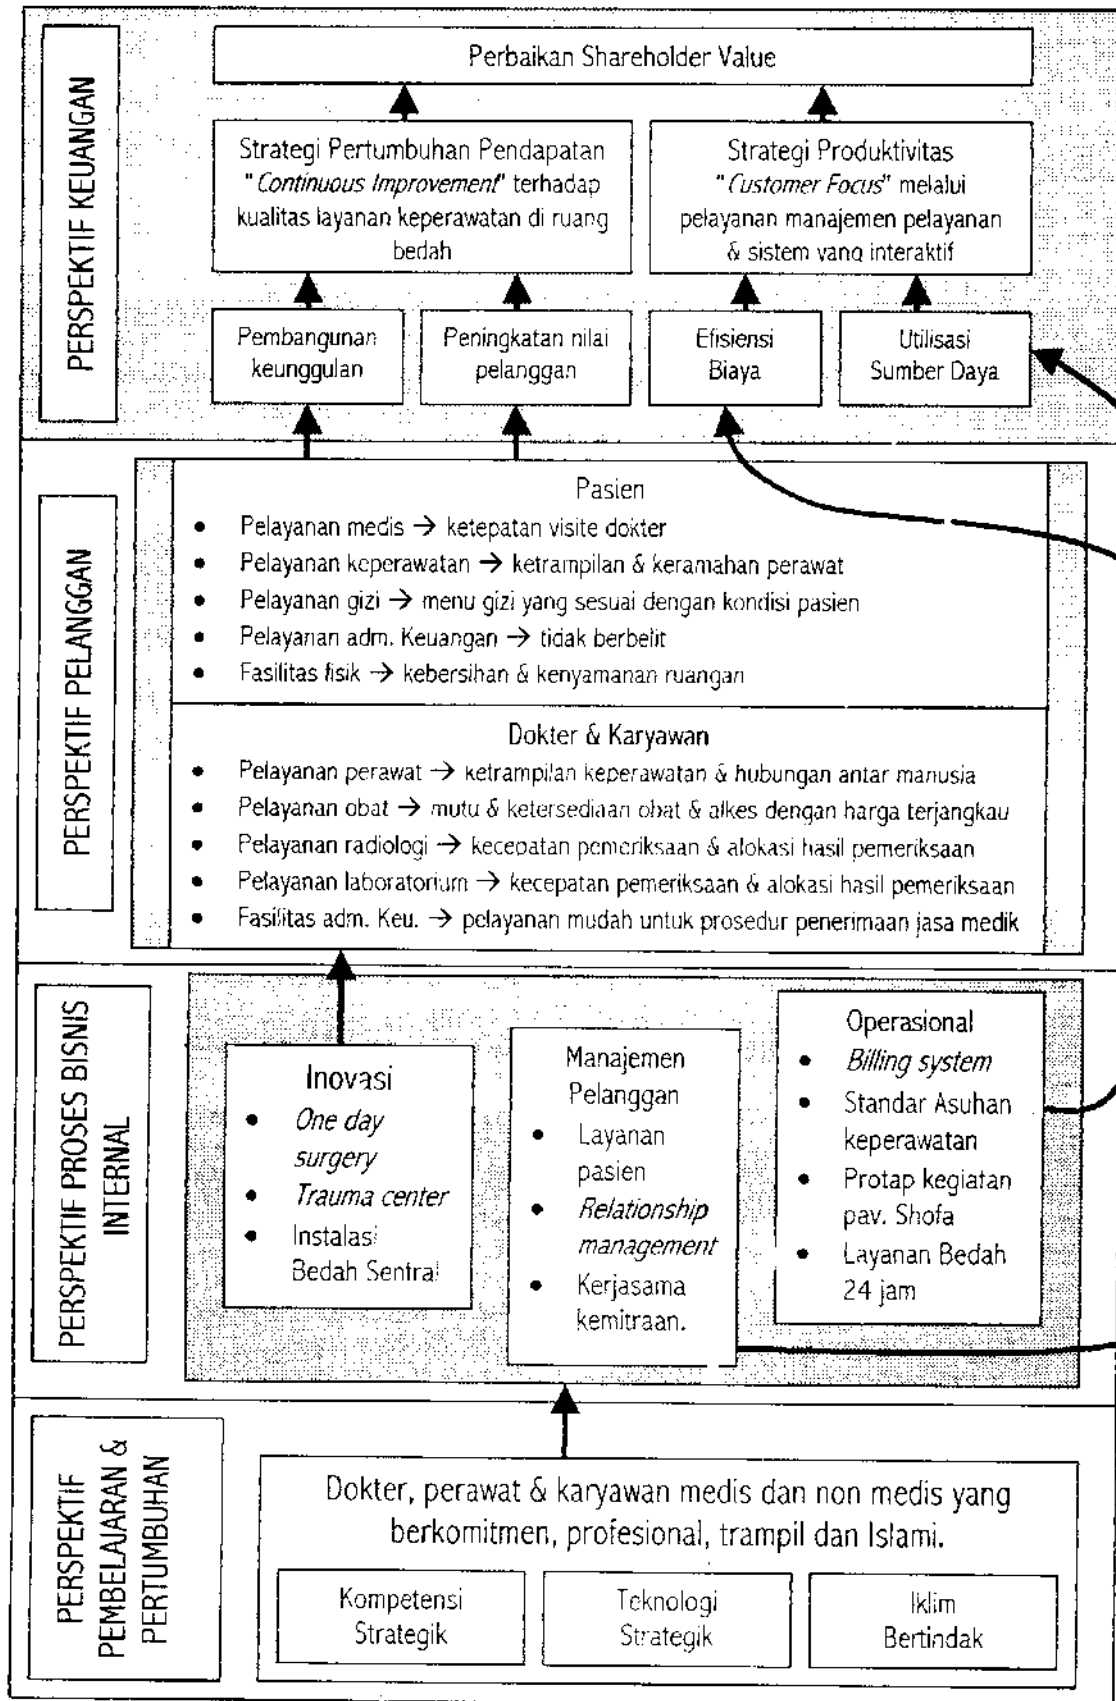 PERSPEKTIF KEUANGAN
Perbaikan Shareholder Value
Strategi Pertumbuhan Pendapatan
"Continuous Improvement" terhadap
kualitas layanan keperawatan di ruang
bedah
Strategi Produktivitas
"Customer Focus" melalui
pelayanan manajemen pelayanan
& sistem yang interaktif
Pembangunan
keunggulan
Peningkatan nilai
pelanggan
Efisiensi
Biaya
Utilisasi
Sumber Daya
PERSPEKTIF PELANGGAN
Pasien
• Pelayanan medis → ketepatan visite dokter
• Pelayanan keperawatan → ketrampilan & keramahan perawat
• Pelayanan gizi → menu gizi yang sesuai dengan kondisi pasien
• Pelayanan adm. Keuangan → tidak berbelit
• Fasilitas fisik → kebersihan & kenyamanan ruangan
Dokter & Karyawan
• Pelayanan perawat → ketrampilan keperawatan & hubungan antar manusia
• Pelayanan obat → mutu & ketersediaan obat & alkes dengan harga terjangkau
• Pelayanan radiologi → kecepatan pemeriksaan & alokasi hasil pemeriksaan
• Pelayanan laboratorium → kecepatan pemeriksaan & alokasi hasil pemeriksaan
• Fasilitas adm. Keu. → pelayanan mudah untuk prosedur penerimaan jasa medik
PERSPEKTIF PROSES BISNIS
INTERNAL
Inovasi
• One day
surgery
• Trauma center
• Instalasi
Bedah Sentral
Manajemen
Pelanggan
• Layanan
pasien
• Relationship
management
• Kerjasama
kemitraan.
Operasional
• Billing system
• Standar Asuhan
keperawatan
• Protap kegiatan
pav. Shofa
• Layanan Bedah
24 jam
PERSPEKTIF
PEMBELAJARAN &
PERTUMBUHAN
Dokter, perawat & karyawan medis dan non medis yang
berkomitmen, profesional, trampil dan Islami.
Kompetensi
Strategik
Teknologi
Strategik
Iklim
Bertindak